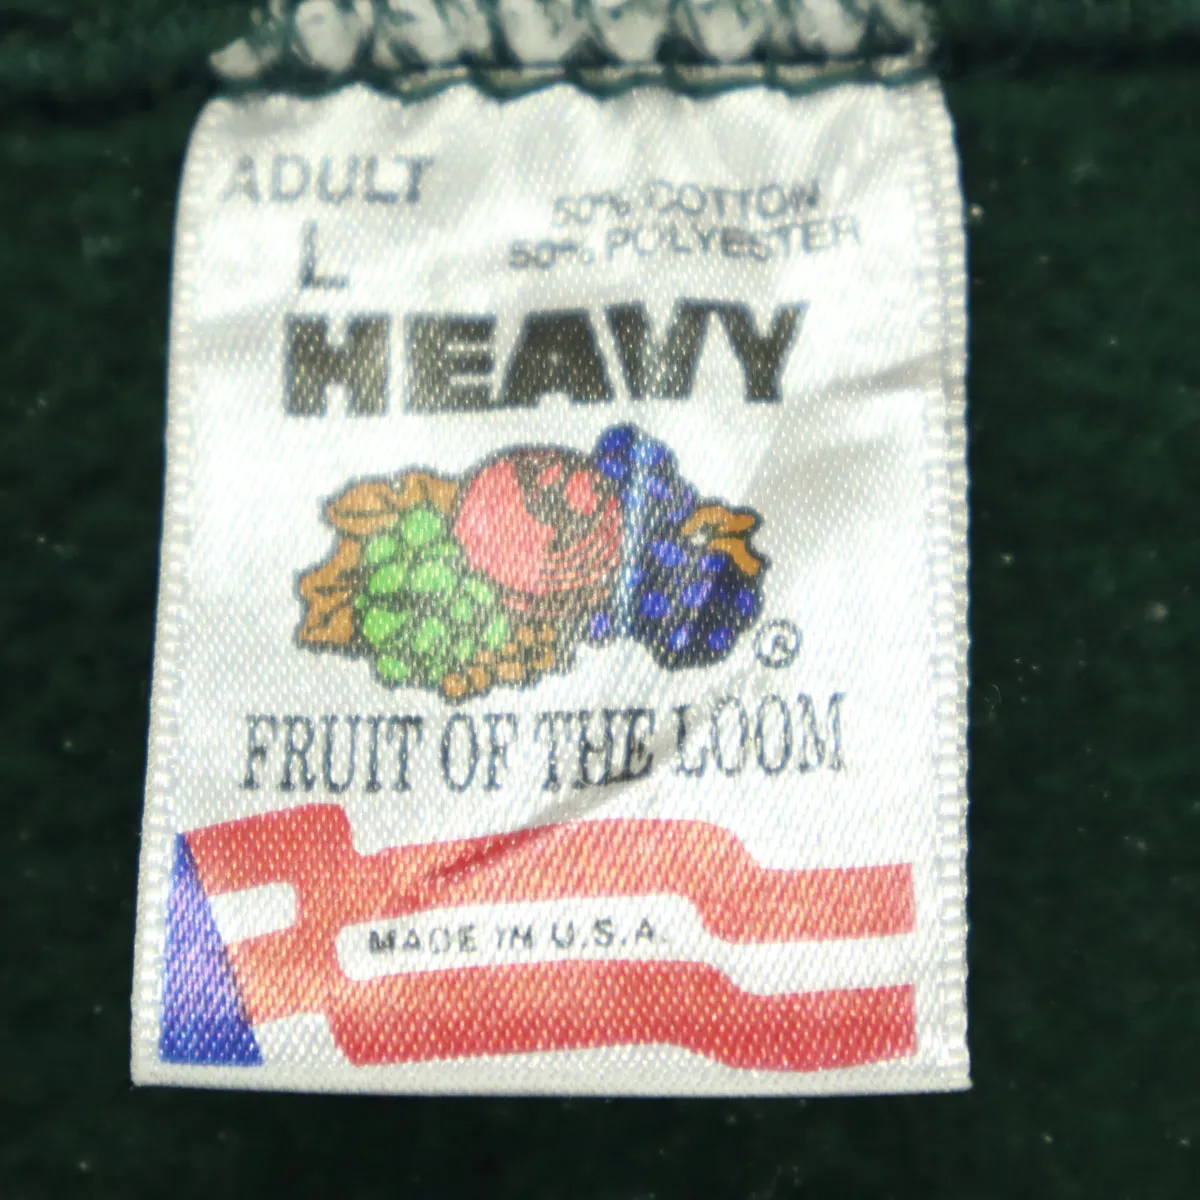 ADULT
L
50% COTTON
50% POLYESTER
HEAVY
®
FRUIT OF THE LOOM
MADE IN U.S.A.